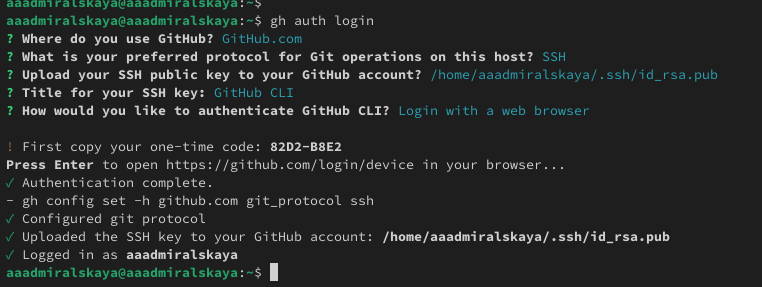 aaadmiralskaya@aaadmiralskaya:~$
aaadmiralskaya@aaadmiralskaya:~$ gh auth login
? Where do you use GitHub? GitHub.com
? What is your preferred protocol for Git operations on this host? SSH
? Upload your SSH public key to your GitHub account? /home/aaadmiralskaya/.ssh/id_rsa.pub
? Title for your SSH key: GitHub CLI
? How would you like to authenticate GitHub CLI? Login with a web browser
! First copy your one-time code: 82D2-B8E2
Press Enter to open https://github.com/login/device in your browser...
✓ Authentication complete.
- gh config set -h github.com git_protocol ssh
✓ Configured git protocol
✓ Uploaded the SSH key to your GitHub account: /home/aaadmiralskaya/.ssh/id_rsa.pub
✓ Logged in as aaadmiralskaya
aaadmiralskaya@aaadmiralskaya:~$